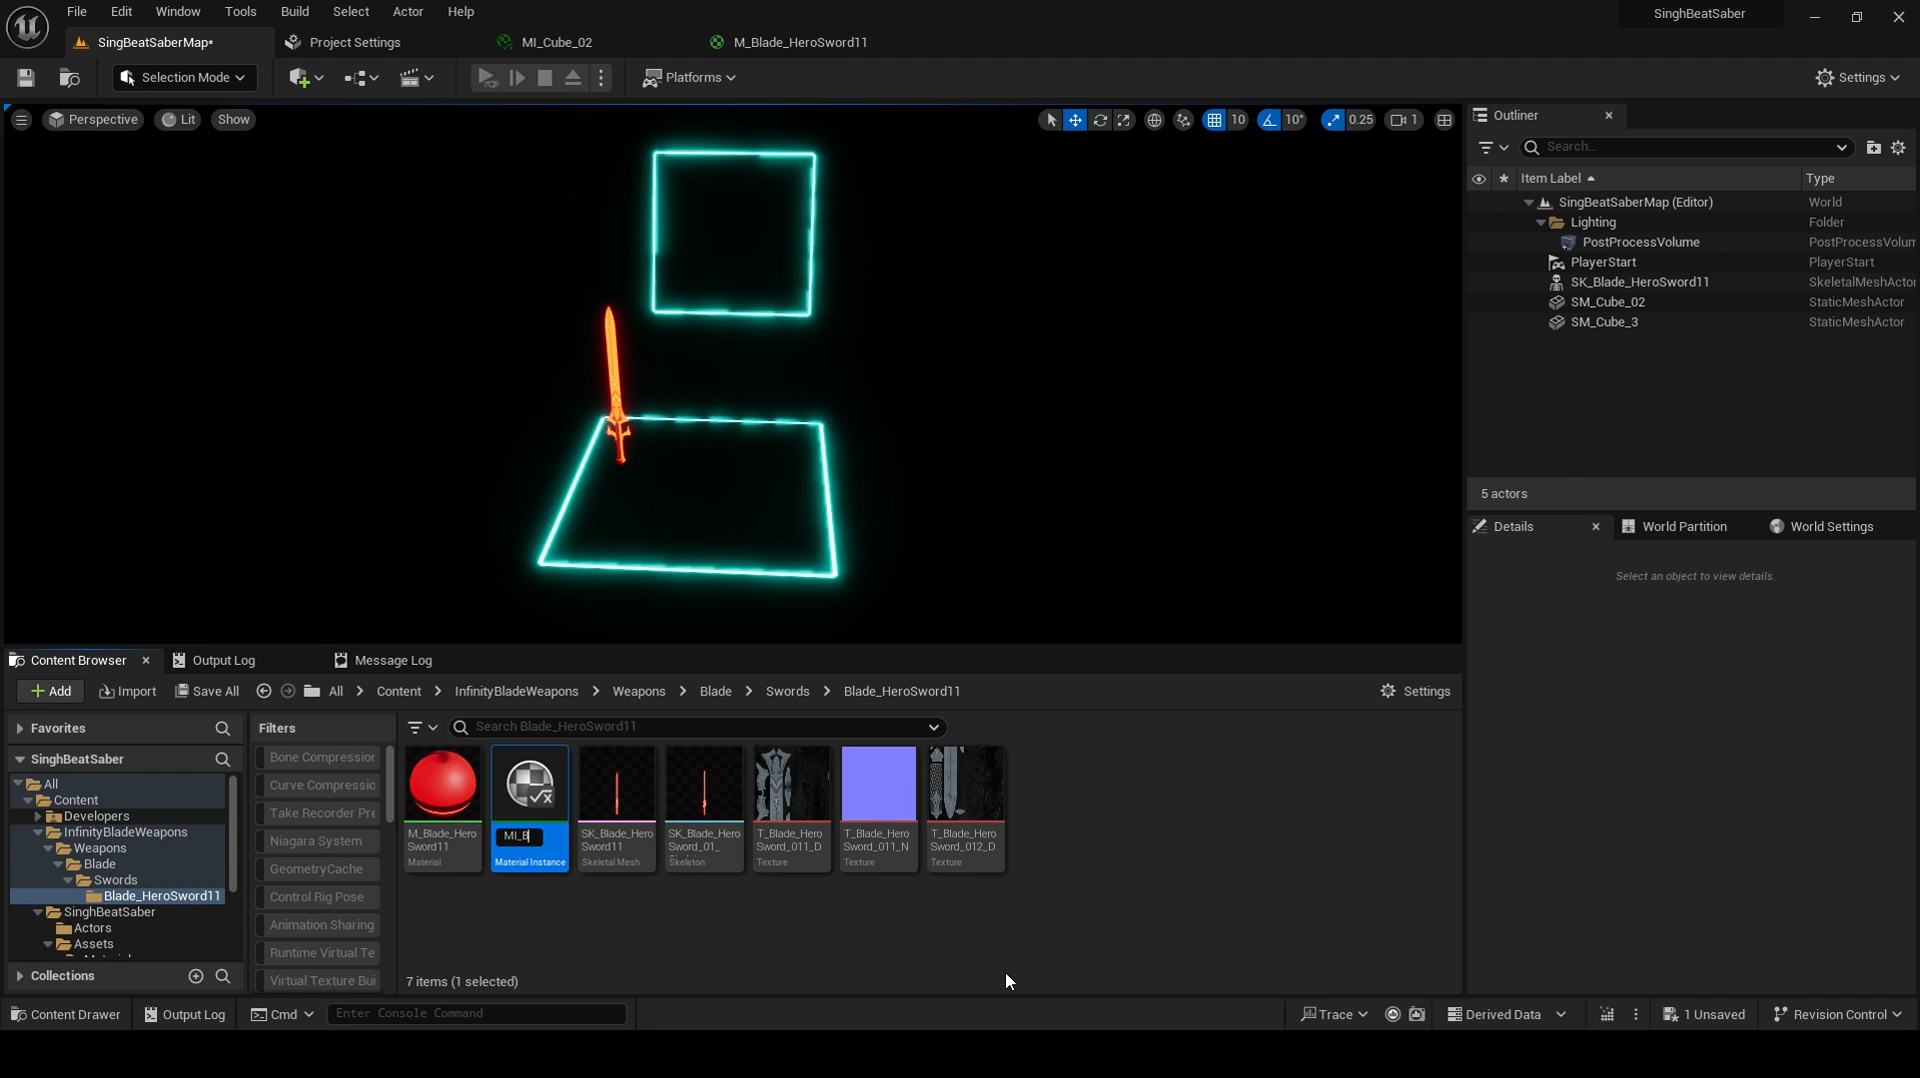 File Edit Window Tools Build Select Actor Help
SinghBeatSaber
SingBeatSaberMap*
Project Settings
MI_Cube_02
M_Blade_HeroSword11
Selection Mode
Platforms
Settings
Perspective
Lit
Show
10
10°
0.25
1
Outliner
Search...
Item Label
Type
SingBeatSaberMap (Editor)
World
Lighting
Folder
PostProcessVolume
PostProcessVolum
PlayerStart
PlayerStart
SK_Blade_HeroSword11
SkeletalMeshActor
SM_Cube_02
StaticMeshActor
SM_Cube_3
StaticMeshActor
5 actors
Details
World Partition
World Settings
Select an object to view details.
Content Browser
Output Log
Message Log
Add
Import
Save All
All
Content
InfinityBladeWeapons
Weapons
Blade
Swords
Blade_HeroSword11
Settings
Favorites
SinghBeatSaber
All
Content
Developers
InfinityBladeWeapons
Weapons
Blade
Swords
Blade_HeroSword11
SinghBeatSaber
Actors
Assets
Collections
Filters
Bone Compression
Curve Compressic
Take Recorder Pre
Niagara System
GeometryCache
Control Rig Pose
Animation Sharing
Runtime Virtual Te
Virtual Texture Bui
Search Blade_HeroSword11
M_Blade_Hero
Sword11
Material
MI_B
Material Instance
SK_Blade_Hero
Sword11
Skeletal Mesh
SK_Blade_Hero
Sword_01_
Skeleton
T_Blade_Hero
Sword_011_D
Texture
T_Blade_Hero
Sword_011_N
Texture
T_Blade_Hero
Sword_012_D
Texture
7 items (1 selected)
Content Drawer
Output Log
Cmd
Enter Console Command
Trace
Derived Data
1 Unsaved
Revision Control